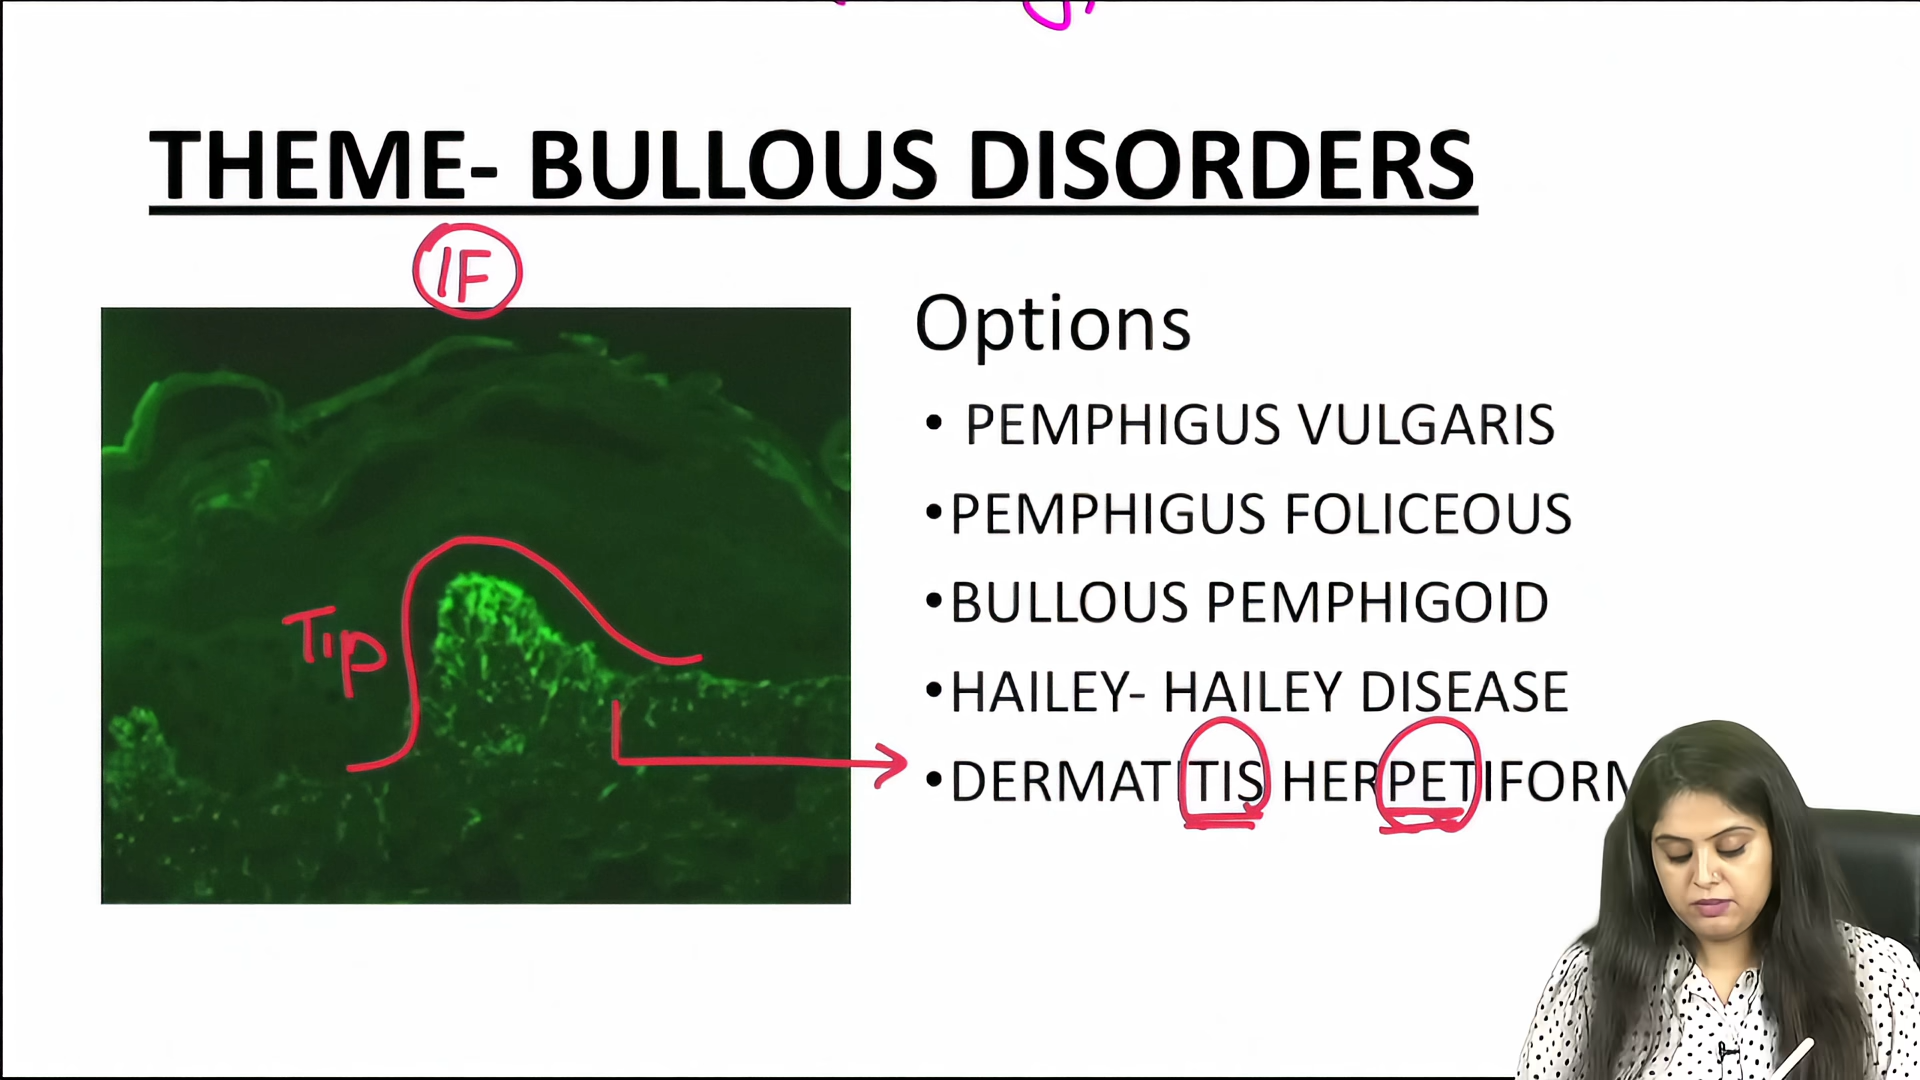 THEME- BULLOUS DISORDERS
IF
Tip
Options
• PEMPHIGUS VULGARIS
•PEMPHIGUS FOLICEOUS
•BULLOUS PEMPHIGOID
•HAILEY- HAILEY DISEASE
•DERMATITIS HERPETIFORM